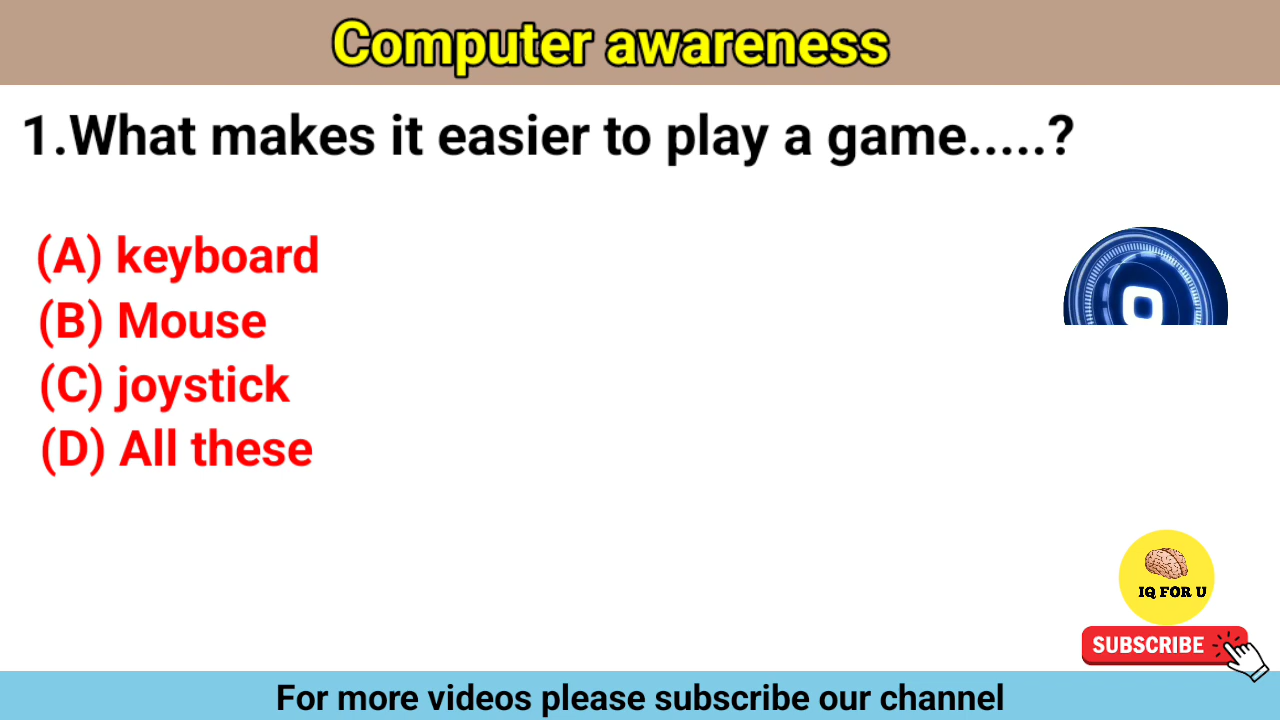 Computer awareness
1.What makes it easier to play a game.....?
(A) keyboard
(B) Mouse
(C) joystick
(D) All these
IQ FOR U
SUBSCRIBE
For more videos please subscribe our channel